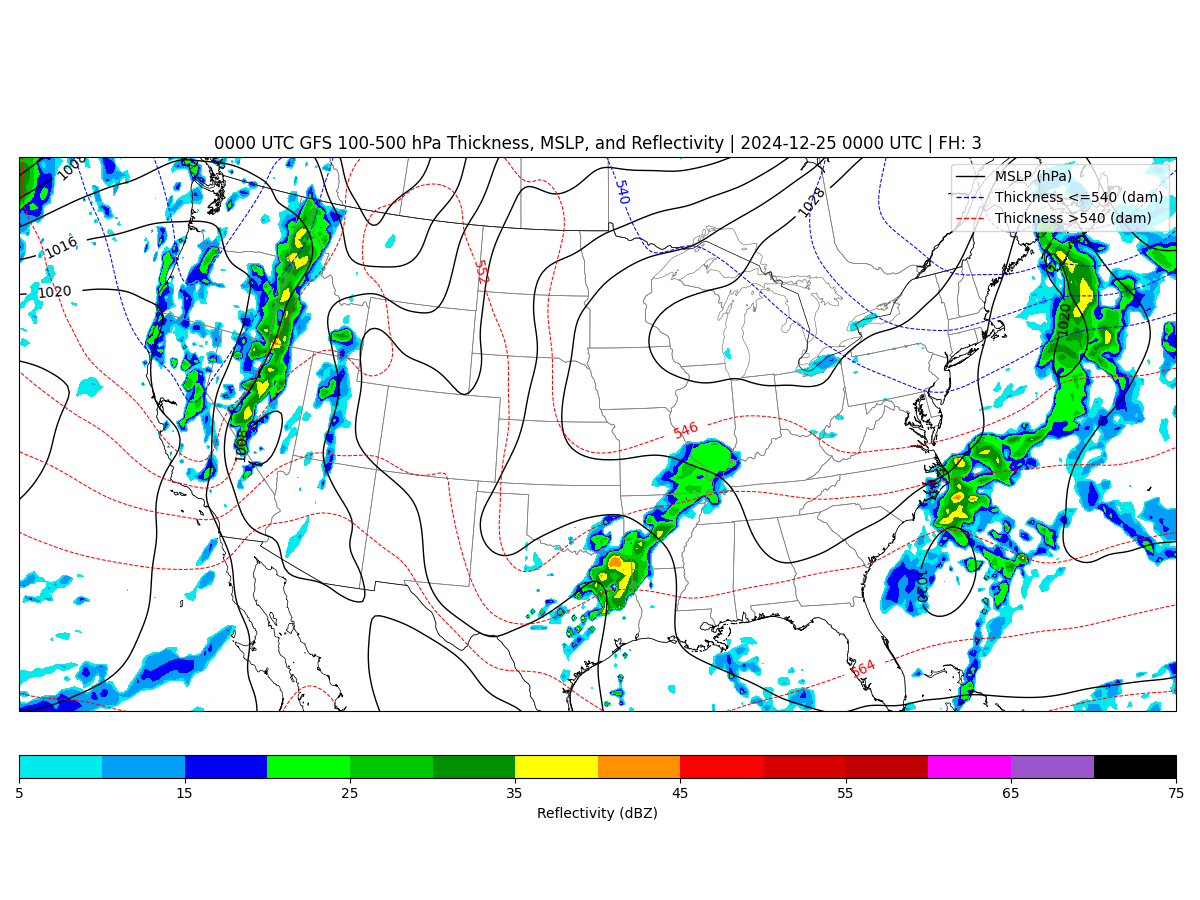 0000 UTC GFS 100-500 hPa Thickness, MSLP, and Reflectivity | 2024-12-25 0000 UTC | FH: 3
MSLP (hPa)
Thickness <=540 (dam)
Thickness >540 (dam)
1008
540
1028
1016
552
1020
1040
546
1008
1020
564
5 15 25 35 45 55 65 75
Reflectivity (dBZ)